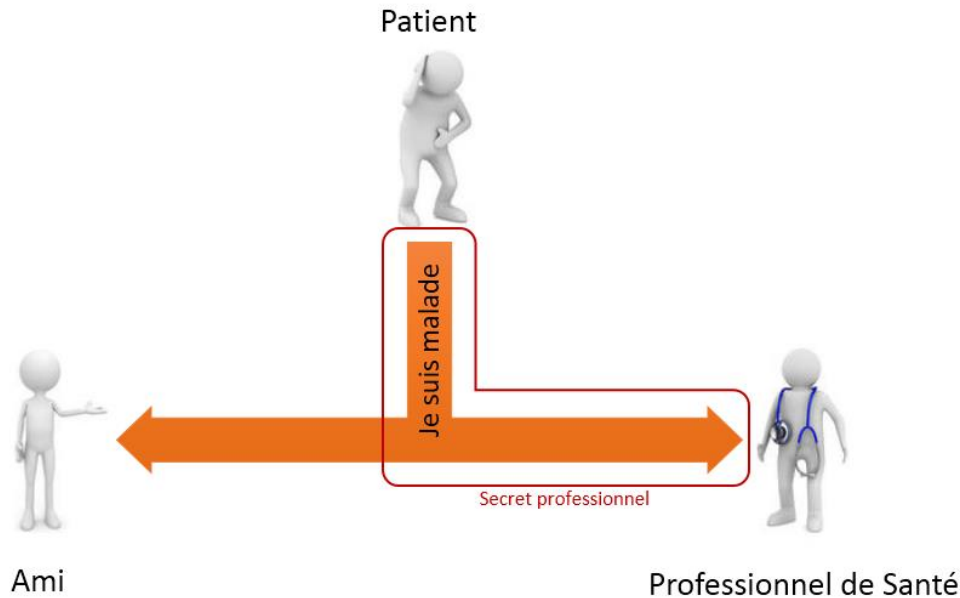 Patient
Je suis malade
Secret professionnel
Ami
Professionnel de Santé